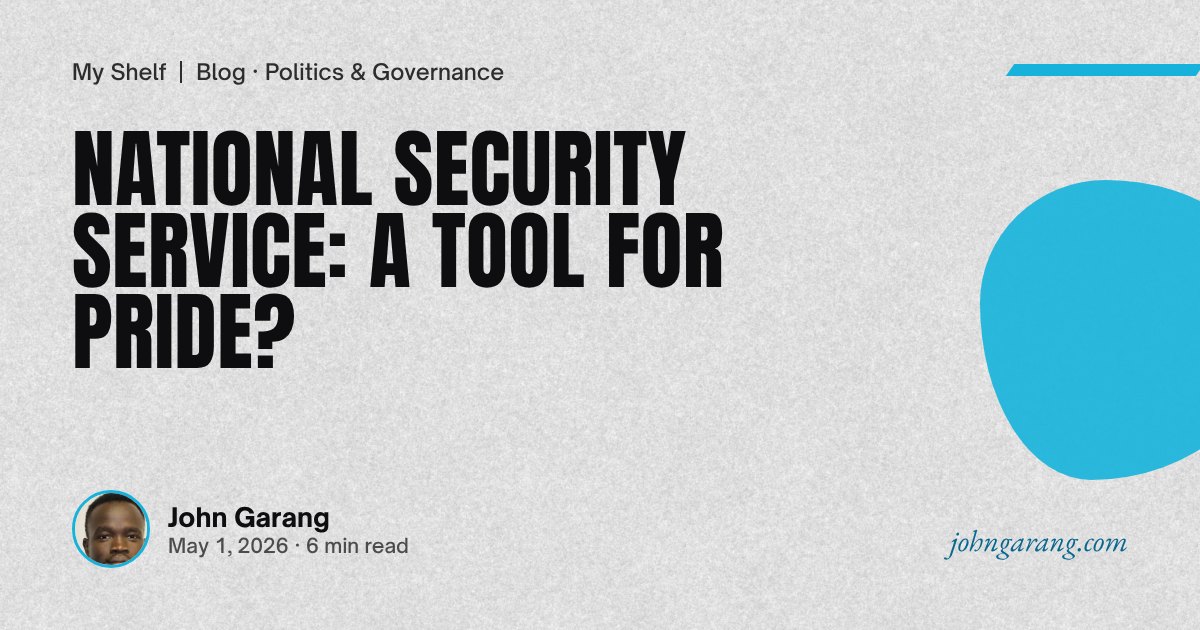 My Shelf | Blog · Politics & Governance
NATIONAL SECURITY
SERVICE: A TOOL FOR
PRIDE?
John Garang
May 1, 2026 · 6 min read
johngarang.com